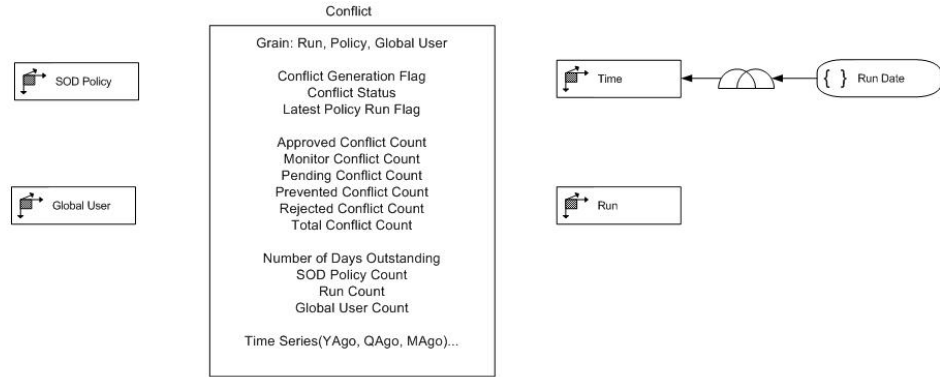 Conflict
Grain: Run, Policy, Global User
Conflict Generation Flag
Conflict Status
Latest Policy Run Flag
Approved Conflict Count
Monitor Conflict Count
Pending Conflict Count
Prevented Conflict Count
Rejected Conflict Count
Total Conflict Count
Number of Days Outstanding
SOD Policy Count
Run Count
Global User Count
Time Series(YAgo, QAgo, MAgo)...
SOD Policy
Global User
Time
{ } Run Date
Run